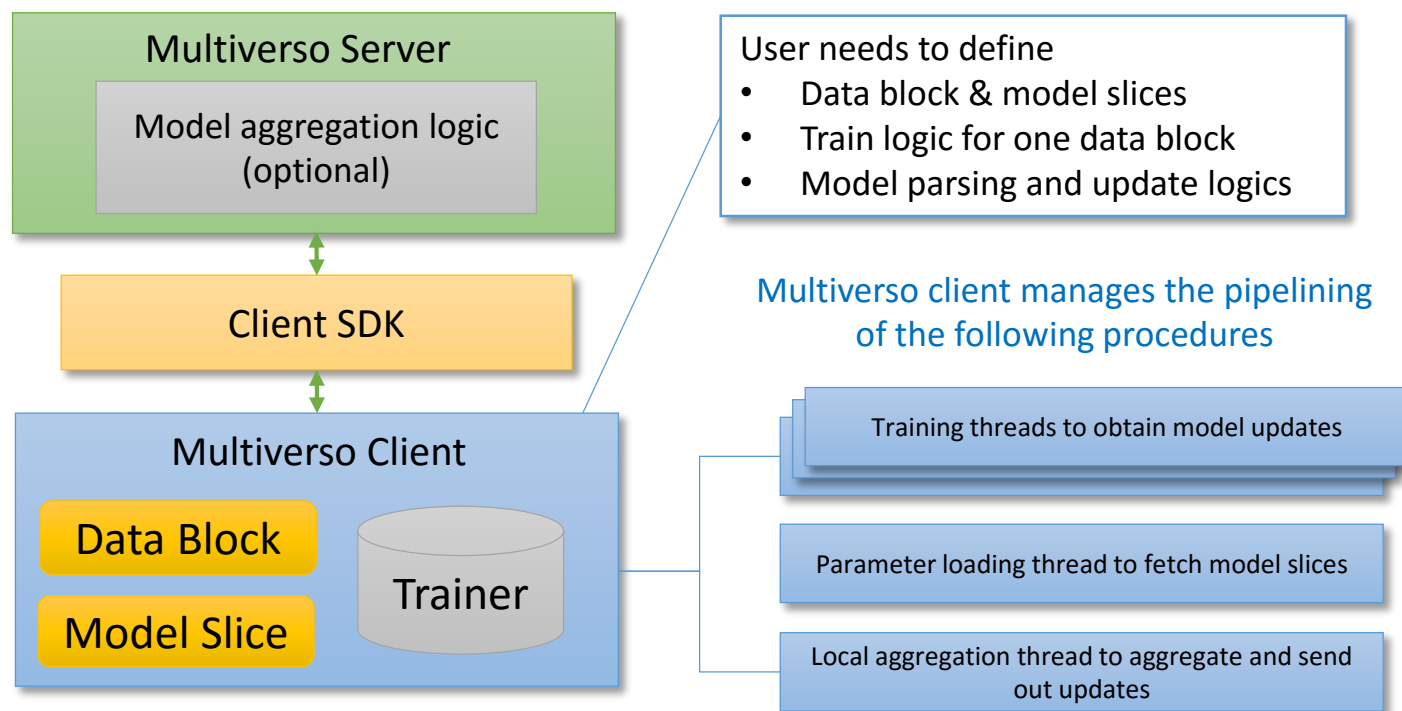 Multiverso Server
Model aggregation logic
(optional)
Client SDK
Multiverso Client
Data Block
Model Slice
Trainer
User needs to define
• Data block & model slices
• Train logic for one data block
• Model parsing and update logics
Multiverso client manages the pipelining
of the following procedures
Training threads to obtain model updates
Parameter loading thread to fetch model slices
Local aggregation thread to aggregate and send
out updates